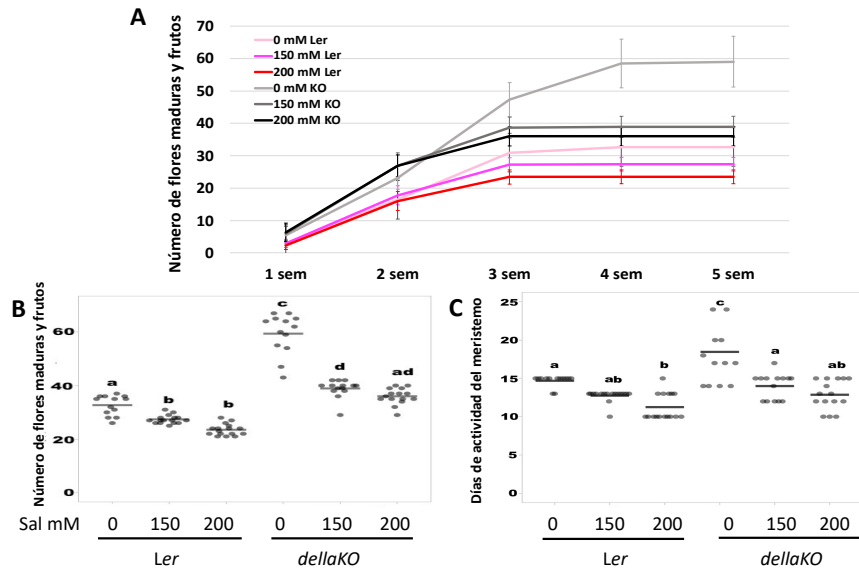 A
Número de flores maduras y frutos
70
60
50
40
30
20
10
0
0 mM Ler
150 mM Ler
200 mM Ler
0 mM KO
150 mM KO
200 mM KO
1 sem 2 sem 3 sem 4 sem 5 sem
B
Número de flores maduras y frutos
60
40
20
0
a b b c d ad
Sal mM 0 150 200 0 150 200
Ler dellaKO
C
Días de actividad del meristemo
25
20
15
10
5
0
a ab b c a ab
0 150 200 0 150 200
Ler dellaKO